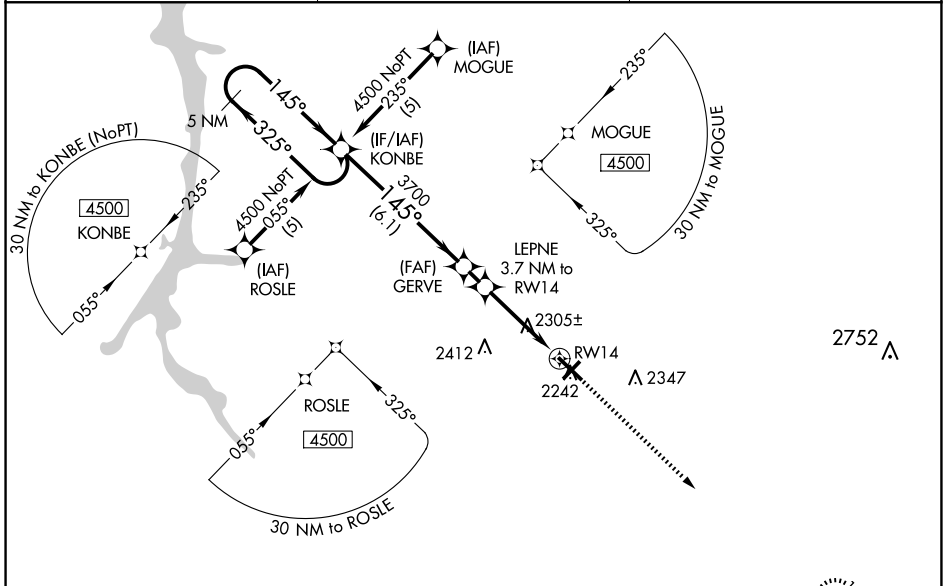 (IAF)
MOGUE
4500 NoPT
235°
(5)
145°
5 NM
325°
(IF/IAF)
KONBE
235°
MOGUE
4500
325°
30 NM to MOGUE
30 NM to KONBE (NoPT)
4500
KONBE
235°
055°
4500 NoPT
055°
(5)
(IAF)
ROSLE
3700
145°
(6.1)
(FAF)
GERVE
LEPNE
3.7 NM to
RW14
2305±
2412
RW14
2242
2347
2752
ROSLE
4500
055°
325°
30 NM to ROSLE